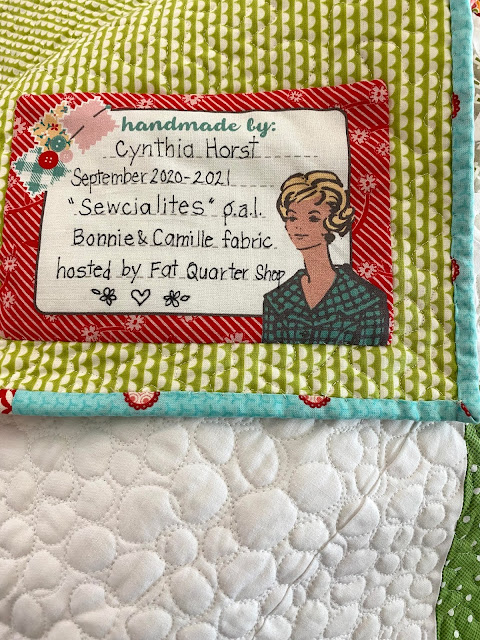 handmade by:
Cynthia Horst
September 2020-2021
"Sewcialites" q.a.l.
Bonnie & Camille fabric
hosted by Fat Quarter Shop